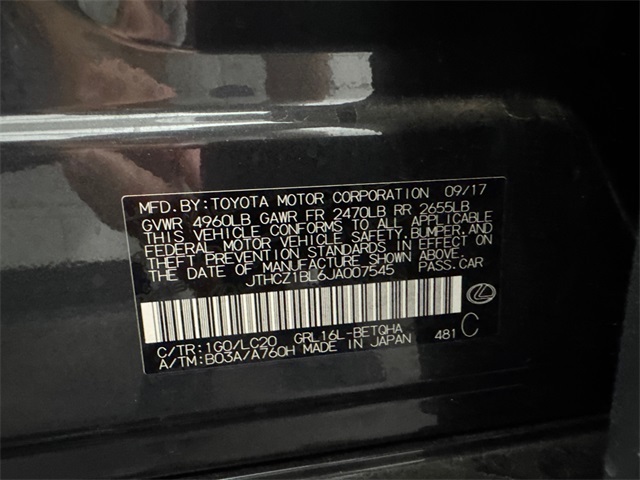 MFD.BY:TOYOTA MOTOR CORPORATION 09/17
GVWR 4960LB GAWR FR 2470LB RR 2655LB
THIS VEHICLE CONFORMS TO ALL APPLICABLE
FEDERAL MOTOR VEHICLE SAFETY,BUMPER,AND
THEFT PREVENTION STANDARDS IN EFFECT ON
THE DATE OF MANUFACTURE SHOWN ABOVE.
JTHCZ1BL6JA007545 PASS.CAR
C/TR:1G0/LC20 GRL16L-BETQHA
A/TM:B03A/A760H MADE IN JAPAN 481 C